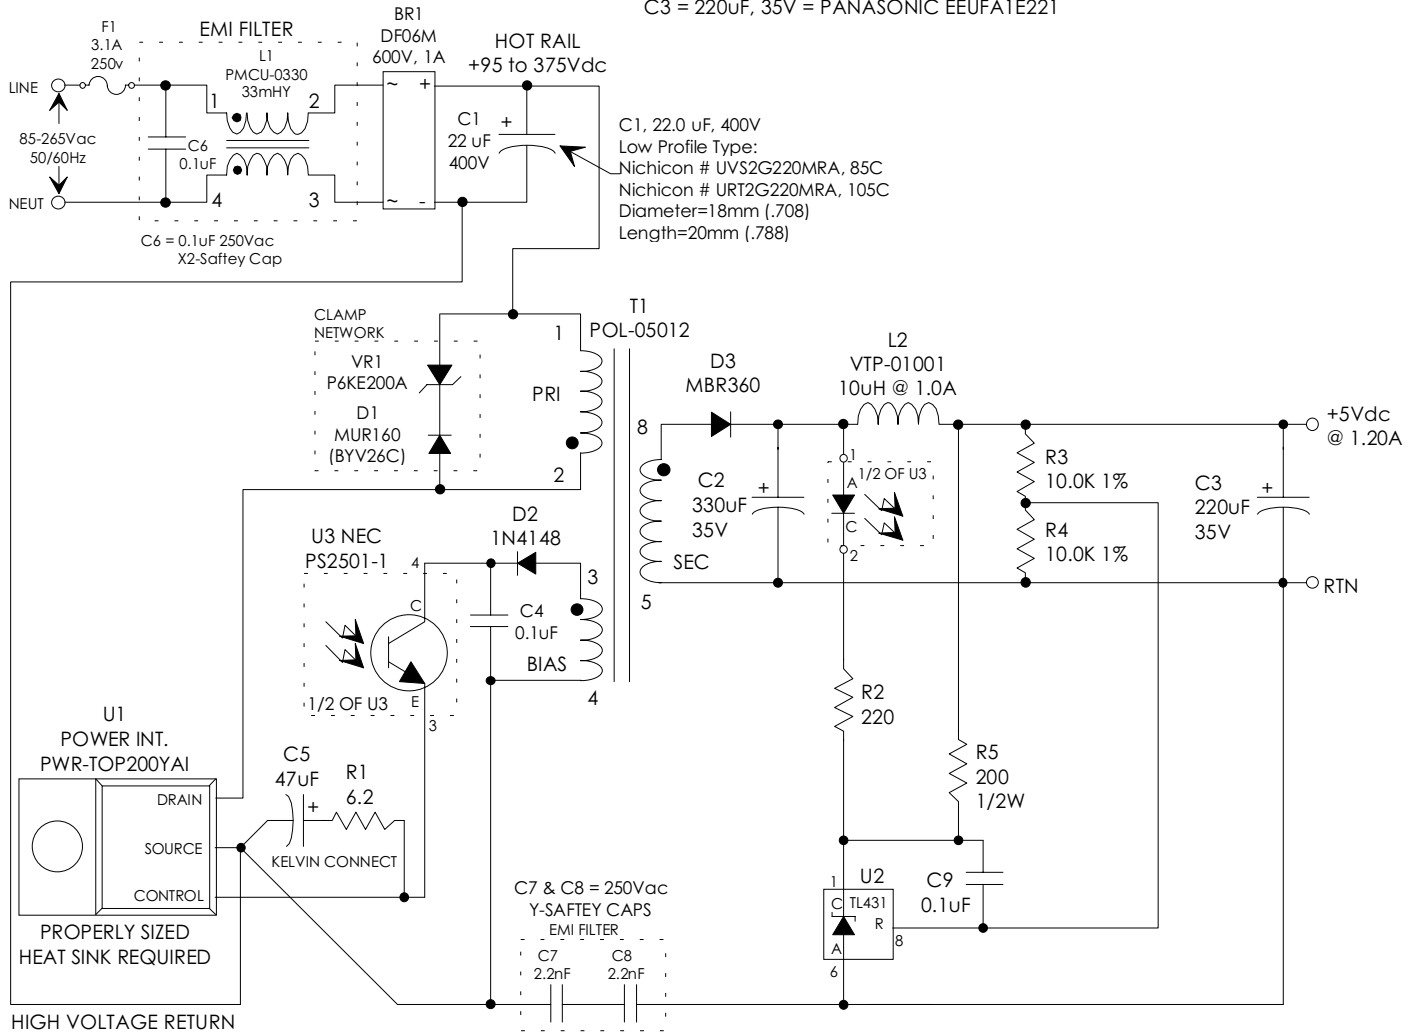 C3 = 220uF, 35V = PANASONIC EEUFA1E221
F1
3.1A
250v
EMI FILTER
L1
PMCU-0330
33mHY
BR1
DF06M
600V, 1A
HOT RAIL
+95 to 375Vdc
LINE
1
2
~
+
85-265Vac
50/60Hz
C6
0.1uF
C1
22 uF
400V
+
C1, 22.0 uF, 400V
Low Profile Type:
Nichicon # UVS2G220MRA, 85C
Nichicon # URT2G220MRA, 105C
Diameter=18mm (.708)
Length=20mm (.788)
NEUT
4
3
~
-
C6 = 0.1uF 250Vac
X2-Saftey Cap
CLAMP
NETWORK
VR1
P6KE200A
D1
MUR160
(BYV26C)
T1
POL-05012
1
PRI
2
8
SEC
5
D3
MBR360
L2
VTP-01001
10uH @ 1.0A
+5Vdc
@ 1.20A
C2
330uF
35V
+
1
1/2 OF U3
A
C
2
R3
10.0K 1%
R4
10.0K 1%
C3
220uF
35V
+
RTN
U3 NEC
PS2501-1
4
C
1/2 OF U3
E
3
D2
1N4148
C4
0.1uF
3
BIAS
4
R2
220
R5
200
1/2W
U1
POWER INT.
PWR-TOP200YAI
DRAIN
SOURCE
CONTROL
PROPERLY SIZED
HEAT SINK REQUIRED
C5
47uF
+
R1
6.2
KELVIN CONNECT
U2
1
C
TL431
R
8
A
6
C9
0.1uF
C7 & C8 = 250Vac
Y-SAFTEY CAPS
EMI FILTER
C7
2.2nF
C8
2.2nF
HIGH VOLTAGE RETURN